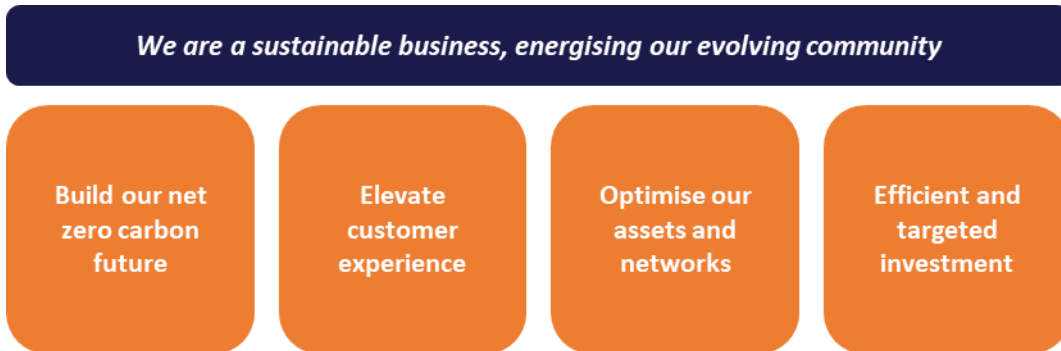 We are a sustainable business, energising our evolving community
Build our net
zero carbon
future
Elevate
customer
experience
Optimise our
assets and
networks
Efficient and
targeted
investment